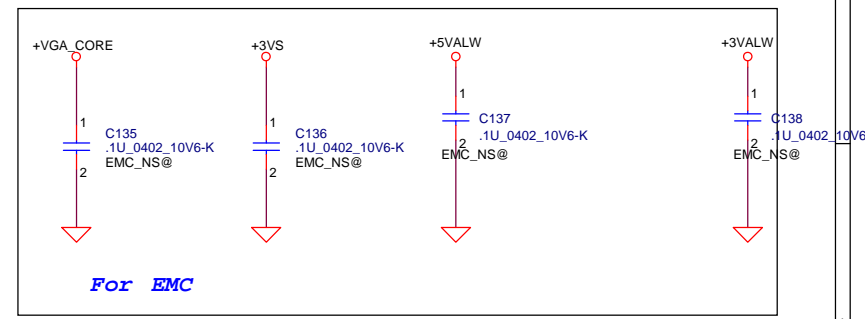 +VGA_CORE
+3VS
+5VALW
+3VALW
1
C135
.1U_0402_10V6-K
EMC_NS@
2
1
C136
.1U_0402_10V6-K
EMC_NS@
2
1
C137
.1U_0402_10V6-K
2
EMC_NS@
1
C138
.1U_0402_10V6
2
EMC_NS@
For EMC